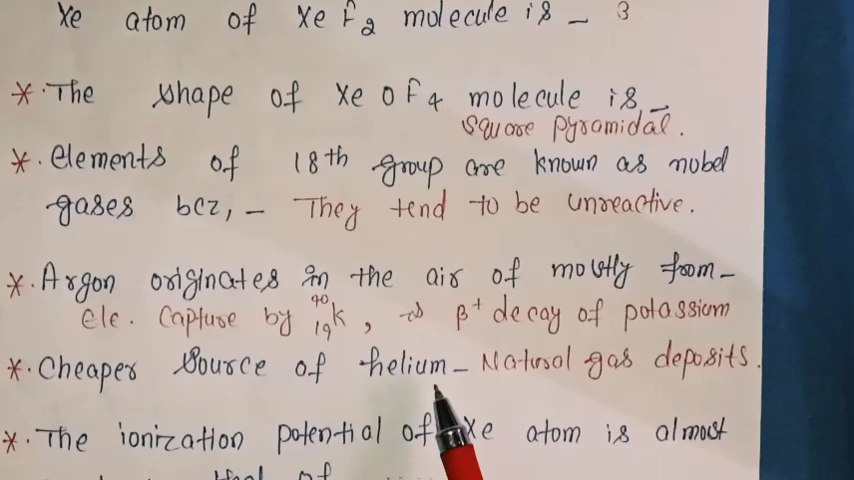 Xe atom of XeF2 molecule is - 3
* The shape of XeOF4 molecule is -
square pyramidal.
* Elements of 18th group are known as nobel
gases bcz, - They tend to be unreactive.
* Argon originates in the air of mostly from -
ele. capture by 40 19 K, β+ decay of potassium
* Cheaper source of helium - Natural gas deposits.
* The ionization potential of Xe atom is almost
that of